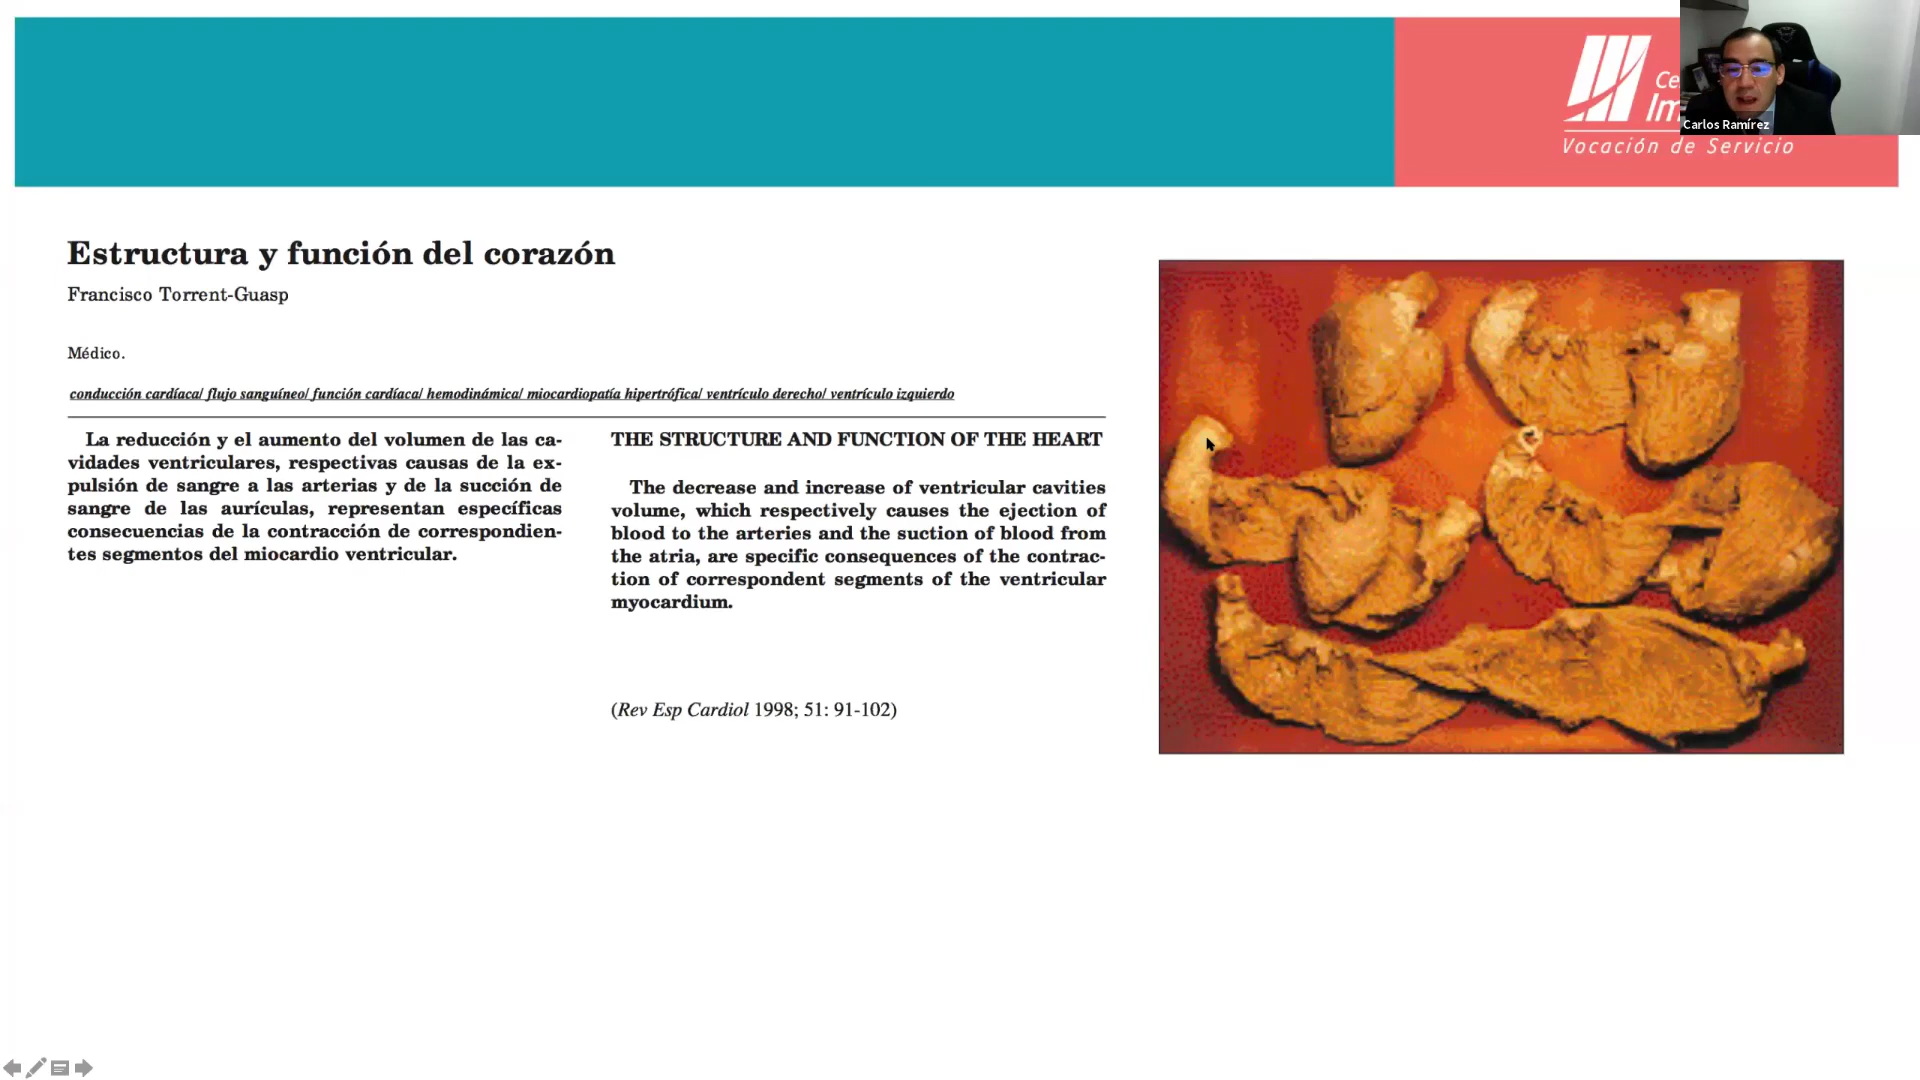 Ce
Im
Vocación de Servicio
Carlos Ramírez
Estructura y función del corazón
Francisco Torrent-Guasp
Médico.
conducción cardíaca/ flujo sanguíneo/ función cardíaca/ hemodinámica/ miocardiopatía hipertrófica/ ventrículo derecho/ ventrículo izquierdo
La reducción y el aumento del volumen de las ca-
vidades ventriculares, respectivas causas de la ex-
pulsión de sangre a las arterias y de la succión de
sangre de las aurículas, representan específicas
consecuencias de la contracción de correspondien-
tes segmentos del miocardio ventricular.
THE STRUCTURE AND FUNCTION OF THE HEART
The decrease and increase of ventricular cavities
volume, which respectively causes the ejection of
blood to the arteries and the suction of blood from
the atria, are specific consequences of the contrac-
tion of correspondent segments of the ventricular
myocardium.
(Rev Esp Cardiol 1998; 51: 91-102)